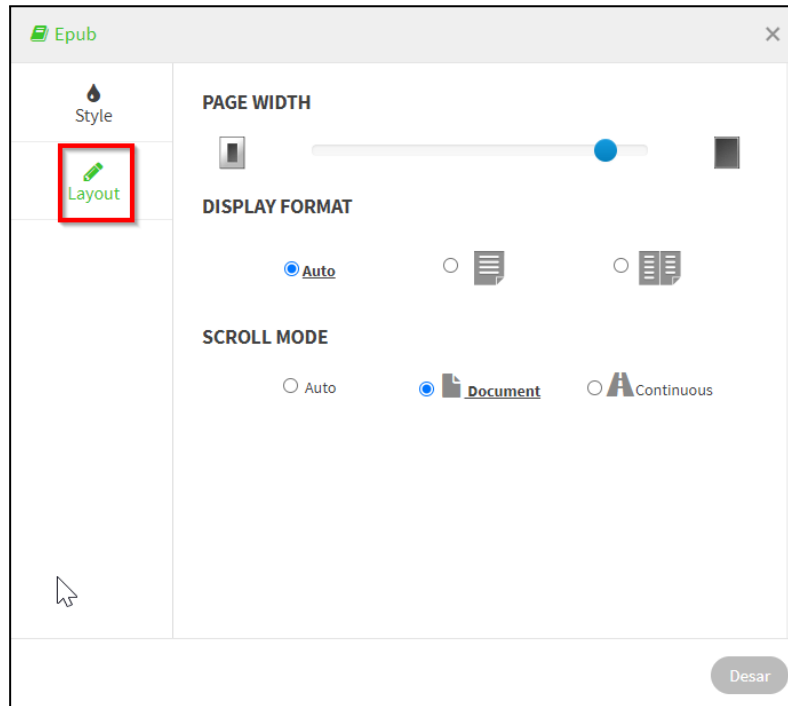 Epub
Style
Layout
PAGE WIDTH
DISPLAY FORMAT
Auto
SCROLL MODE
Auto Document Continuous
Desar